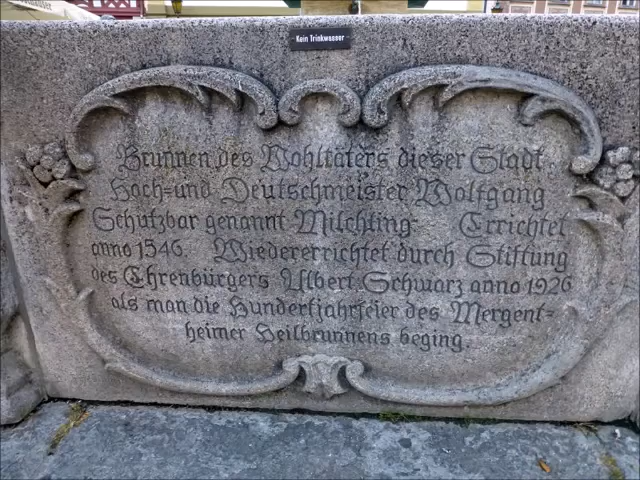 Kein Trinkwasser
Brunnen des Wohltäters dieser Stadt,
Hoch- und Deutschmeister Wolfgang
Schutzbar genannt Milchling. Errichtet
anno 1546. Wiedererrichtet durch Stiftung
des Ehrenbürgers Albert Schwarz anno 1926
als man die Hundertjahrfeier des Mergent=
heimer Heilbrunnens beging.